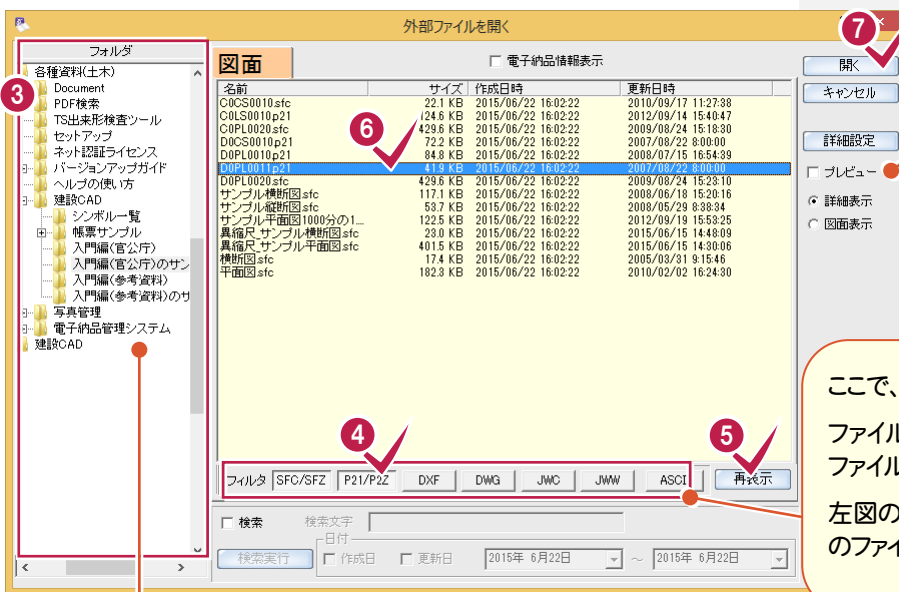 外部ファイルを開く
7
フォルダ
3
各種資料(土木)
Document
PDF検索
TS出来形検査ツール
セットアップ
ネット認証ライセンス
バージョンアップガイド
ヘルプの使い方
建設CAD
シンボル一覧
帳票サンプル
入門編(官公庁)
入門編(官公庁)のサン
入門編(参考資料)
入門編(参考資料)のサ
写真管理
電子納品管理システム
建設CAD
図面
電子納品情報表示
名前 サイズ 作成日時 更新日時
C0CS0010.sfc 22.1 KB 2015/06/22 16:02:22 2010/09/17 11:27:38
C0LS0010.p21 24.6 KB 2015/06/22 16:02:22 2012/09/14 15:40:47
C0PL0020.sfc 429.6 KB 2015/06/22 16:02:22 2009/08/24 15:18:30
D0CS0010.p21 72.2 KB 2015/06/22 16:02:22 2007/08/22 8:00:00
D0PL0010.p21 84.8 KB 2015/06/22 16:02:22 2008/07/15 16:54:39
D0PL0011.p21 41.9 KB 2015/06/22 16:02:22 2007/08/22 8:00:00
D0PL0020.sfc 429.6 KB 2015/06/22 16:02:22 2009/08/24 15:23:10
サンプル横断図.sfc 117.1 KB 2015/06/22 16:02:22 2008/06/18 15:20:16
サンプル縦断図.sfc 53.7 KB 2015/06/22 16:02:22 2008/05/29 8:38:34
サンプル平面図1000分の1... 122.5 KB 2015/06/22 16:02:22 2012/09/19 15:53:25
異縮尺_サンプル横断図.sfc 23.0 KB 2015/06/22 16:02:22 2015/06/15 14:48:09
異縮尺_サンプル平面図.sfc 401.5 KB 2015/06/22 16:02:22 2015/06/15 14:30:06
横断図.sfc 17.4 KB 2015/06/22 16:02:22 2005/03/31 9:15:46
平面図.sfc 182.3 KB 2015/06/22 16:02:22 2010/02/02 16:24:30
6
4
5
フィルタ SFC/SFZ P21/P2Z DXF DWG JWC JWW ASCI 再表示
検索 検索文字
日付
検索実行 作成日 更新日 2015年 6月22日 ～ 2015年 6月22日
開く
キャンセル
詳細設定
プレビュー
詳細表示
図面表示
ここで、
ファイル
ファイル
左図の
のファイ